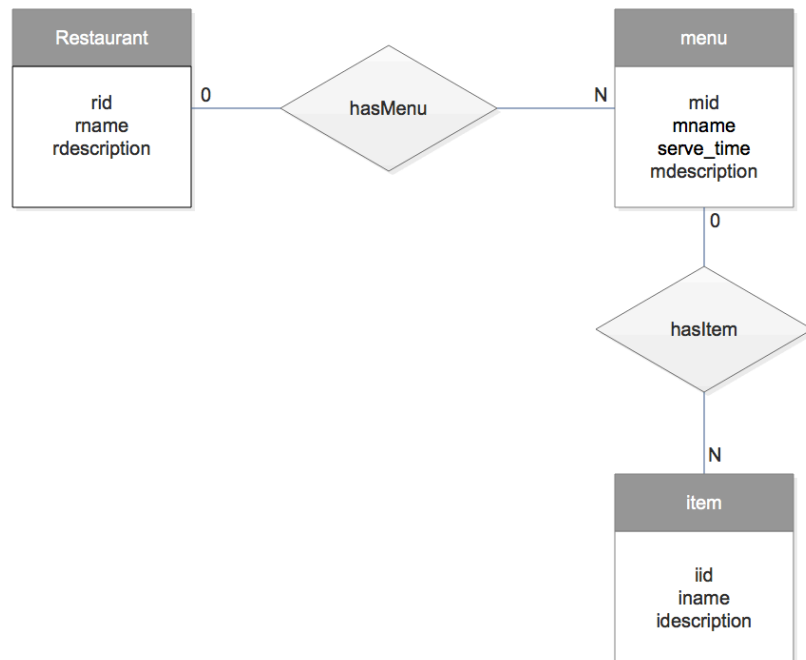 Restaurant
rid
rname
rdescription
0
hasMenu
N
menu
mid
mname
serve_time
mdescription
0
hasItem
N
item
iid
iname
idescription